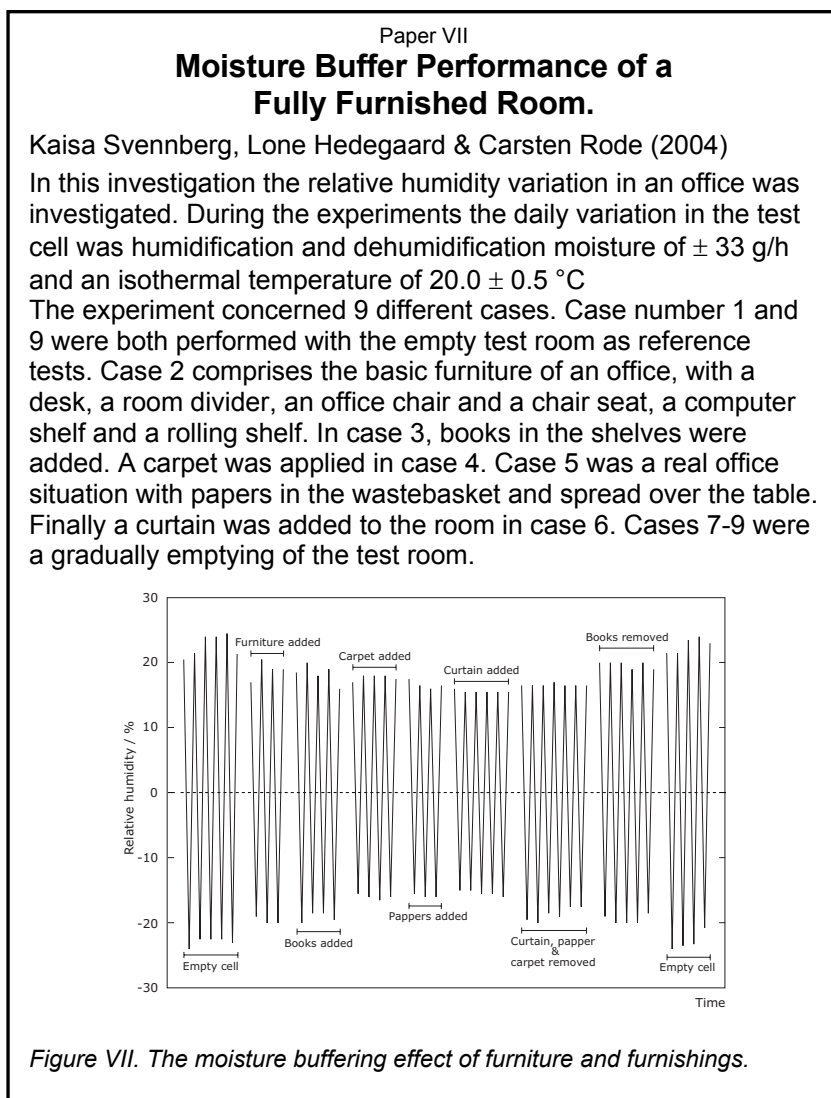 Paper VII
Moisture Buffer Performance of a
Fully Furnished Room.
Kaisa Svennberg, Lone Hedegaard & Carsten Rode (2004)
In this investigation the relative humidity variation in an office was
investigated. During the experiments the daily variation in the test
cell was humidification and dehumidification moisture of ± 33 g/h
and an isothermal temperature of 20.0 ± 0.5 °C
The experiment concerned 9 different cases. Case number 1 and
9 were both performed with the empty test room as reference
tests. Case 2 comprises the basic furniture of an office, with a
desk, a room divider, an office chair and a chair seat, a computer
shelf and a rolling shelf. In case 3, books in the shelves were
added. A carpet was applied in case 4. Case 5 was a real office
situation with papers in the wastebasket and spread over the table.
Finally a curtain was added to the room in case 6. Cases 7-9 were
a gradually emptying of the test room.
30
20
10
0
-10
-20
-30
Relative humidity / %
Furniture added
Carpet added
Curtain added
Books removed
Empty cell
Books added
Pappers added
Curtain, papper
&
carpet removed
Empty cell
Time
Figure VII. The moisture buffering effect of furniture and furnishings.